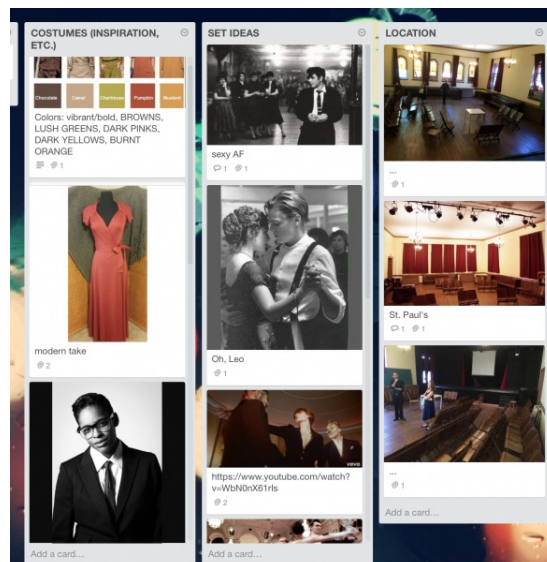 COSTUMES (INSPIRATION,
ETC.)
Chocolate Camel Chartreuse Pumpkin Mustard
Colors: vibrant/bold, BROWNS,
LUSH GREENS, DARK PINKS,
DARK YELLOWS, BURNT
ORANGE
1
modern take
2
Add a card...
SET IDEAS
sexy AF
1 1
Oh, Leo
1
vevo
https://www.youtube.com/watch?
v=WbN0nX61rIs
2
Add a card...
LOCATION
...
1
St. Paul's
1 1
...
1
Add a card...